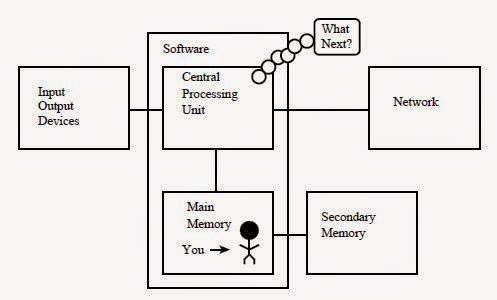 What
Next?
Software
Input
Output
Devices
Central
Processing
Unit
Network
Main
Memory
You
Secondary
Memory